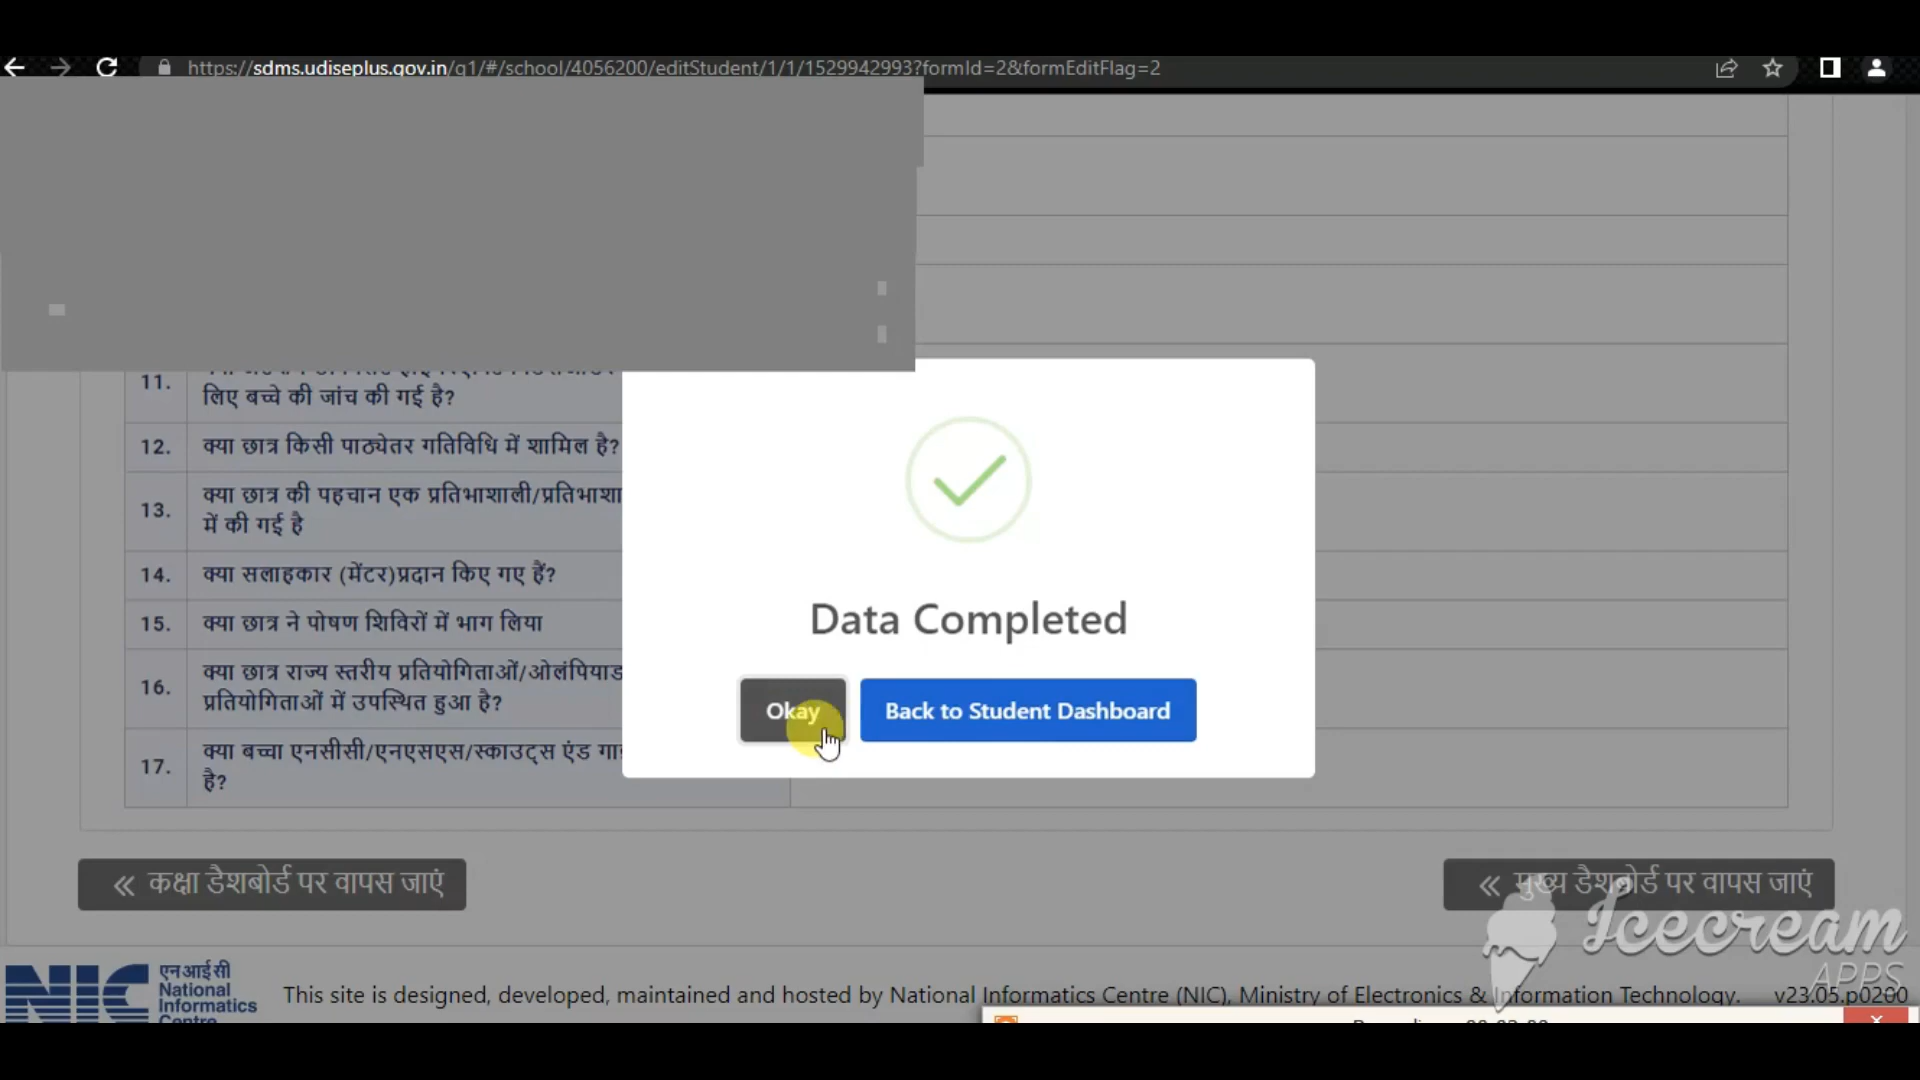 https://sdms.udiseplus.gov.in/g1/#/school/4056200/editStudent/1/1/1529942993?formId=2&formEditFlag=2
11.
लिए बच्चे की जांच की गई है?
12. क्या छात्र किसी पाठ्येतर गतिविधि में शामिल है?
13. क्या छात्र की पहचान एक प्रतिभाशाली/प्रतिभाशा
में की गई है
14. क्या सलाहकार (मेंटर)प्रदान किए गए हैं?
15. क्या छात्र ने पोषण शिविरों में भाग लिया
16. क्या छात्र राज्य स्तरीय प्रतियोगिताओं/ओलंपियाड
प्रतियोगिताओं में उपस्थित हुआ है?
17. क्या बच्चा एनसीसी/एनएसएस/स्काउट्स एंड गा
है?
Data Completed
Okay
Back to Student Dashboard
« कक्षा डैशबोर्ड पर वापस जाएं
« मुख्य डैशबोर्ड पर वापस जाएं
Icecream
APPS
NIC
एनआईसी
National
Informatics
Centre
This site is designed, developed, maintained and hosted by National Informatics Centre (NIC), Ministry of Electronics & Information Technology.
v23.05.p0200